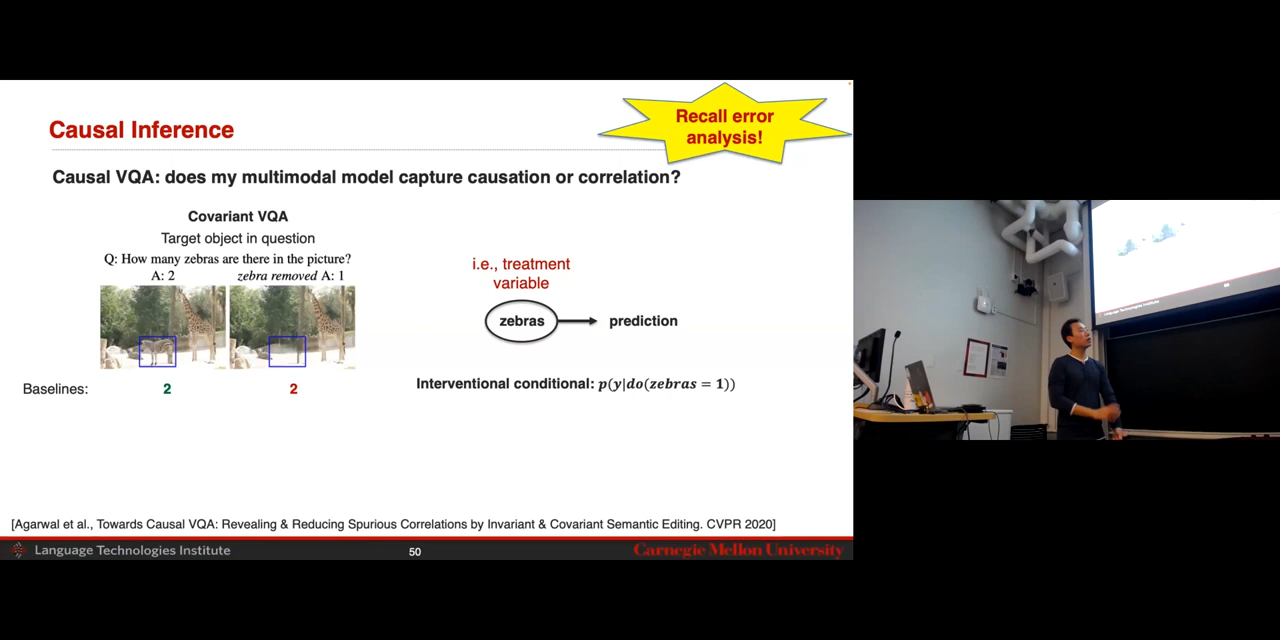 Recall error
analysis!
Causal Inference
Causal VQA: does my multimodal model capture causation or correlation?
Covariant VQA
Target object in question
Q: How many zebras are there in the picture?
A: 2
zebra removed A: 1
i.e., treatment
variable
zebras
prediction
Baselines:
2
2
Interventional conditional: p(y|do(zebras = 1))
[Agarwal et al., Towards Causal VQA: Revealing & Reducing Spurious Correlations by Invariant & Covariant Semantic Editing. CVPR 2020]
Language Technologies Institute
50
Carnegie Mellon University